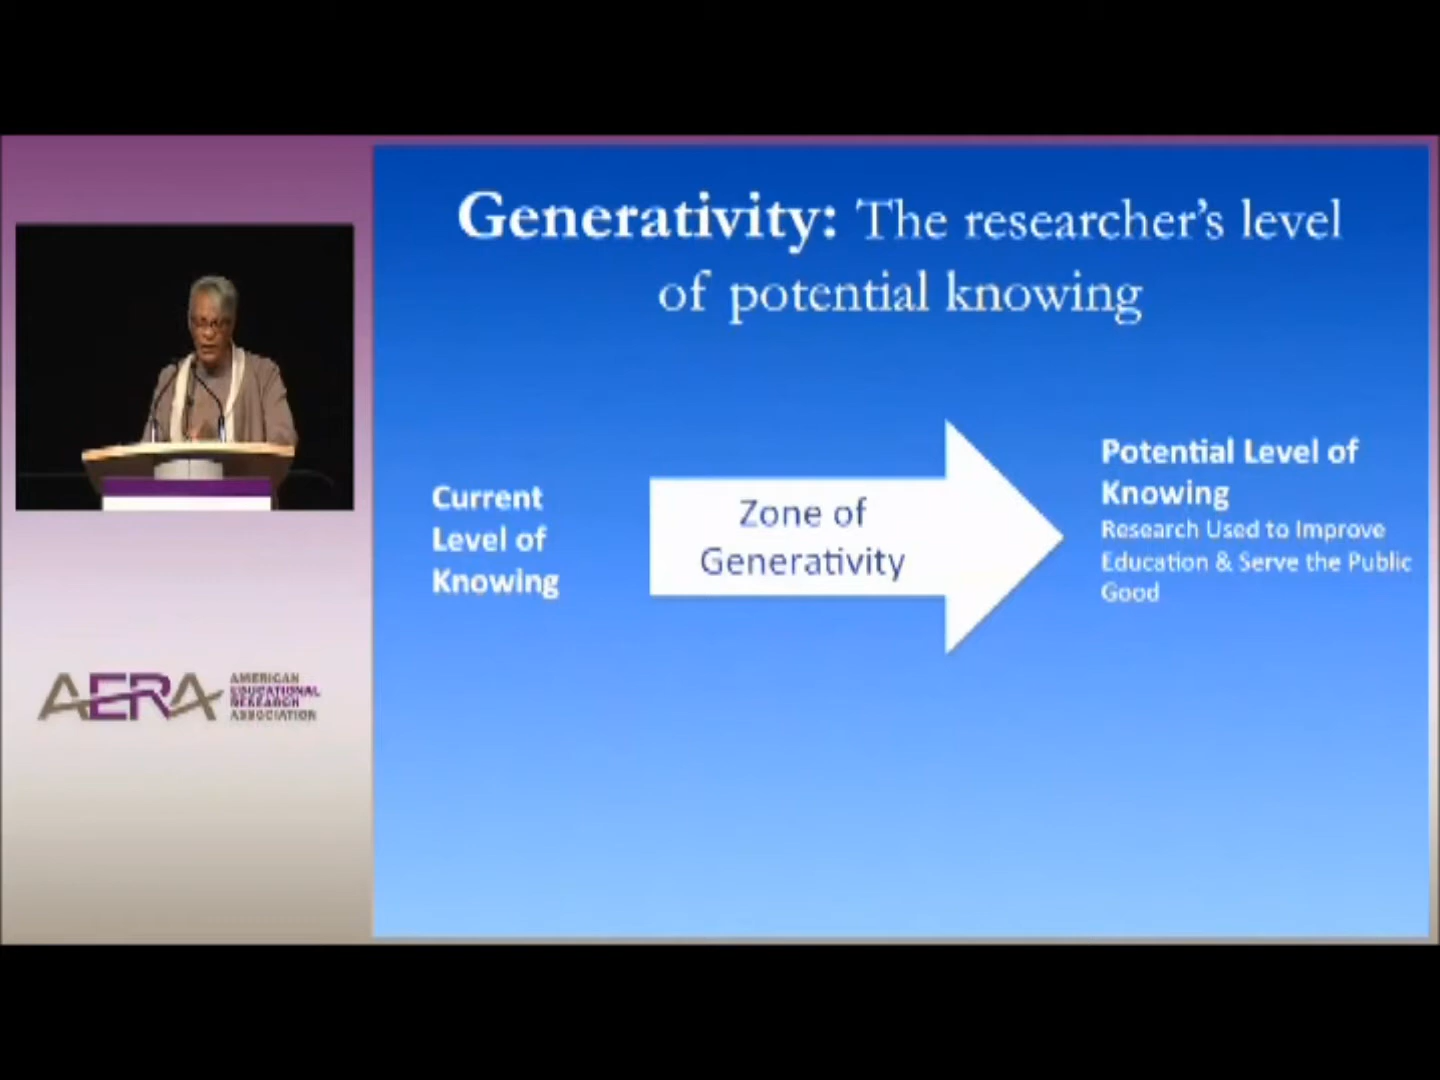 Generativity: The researcher's level
of potential knowing
Current
Level of
Knowing
Zone of
Generativity
Potential Level of
Knowing
Research Used to Improve
Education & Serve the Public
Good
AERA
AMERICAN
EDUCATIONAL
RESEARCH
ASSOCIATION